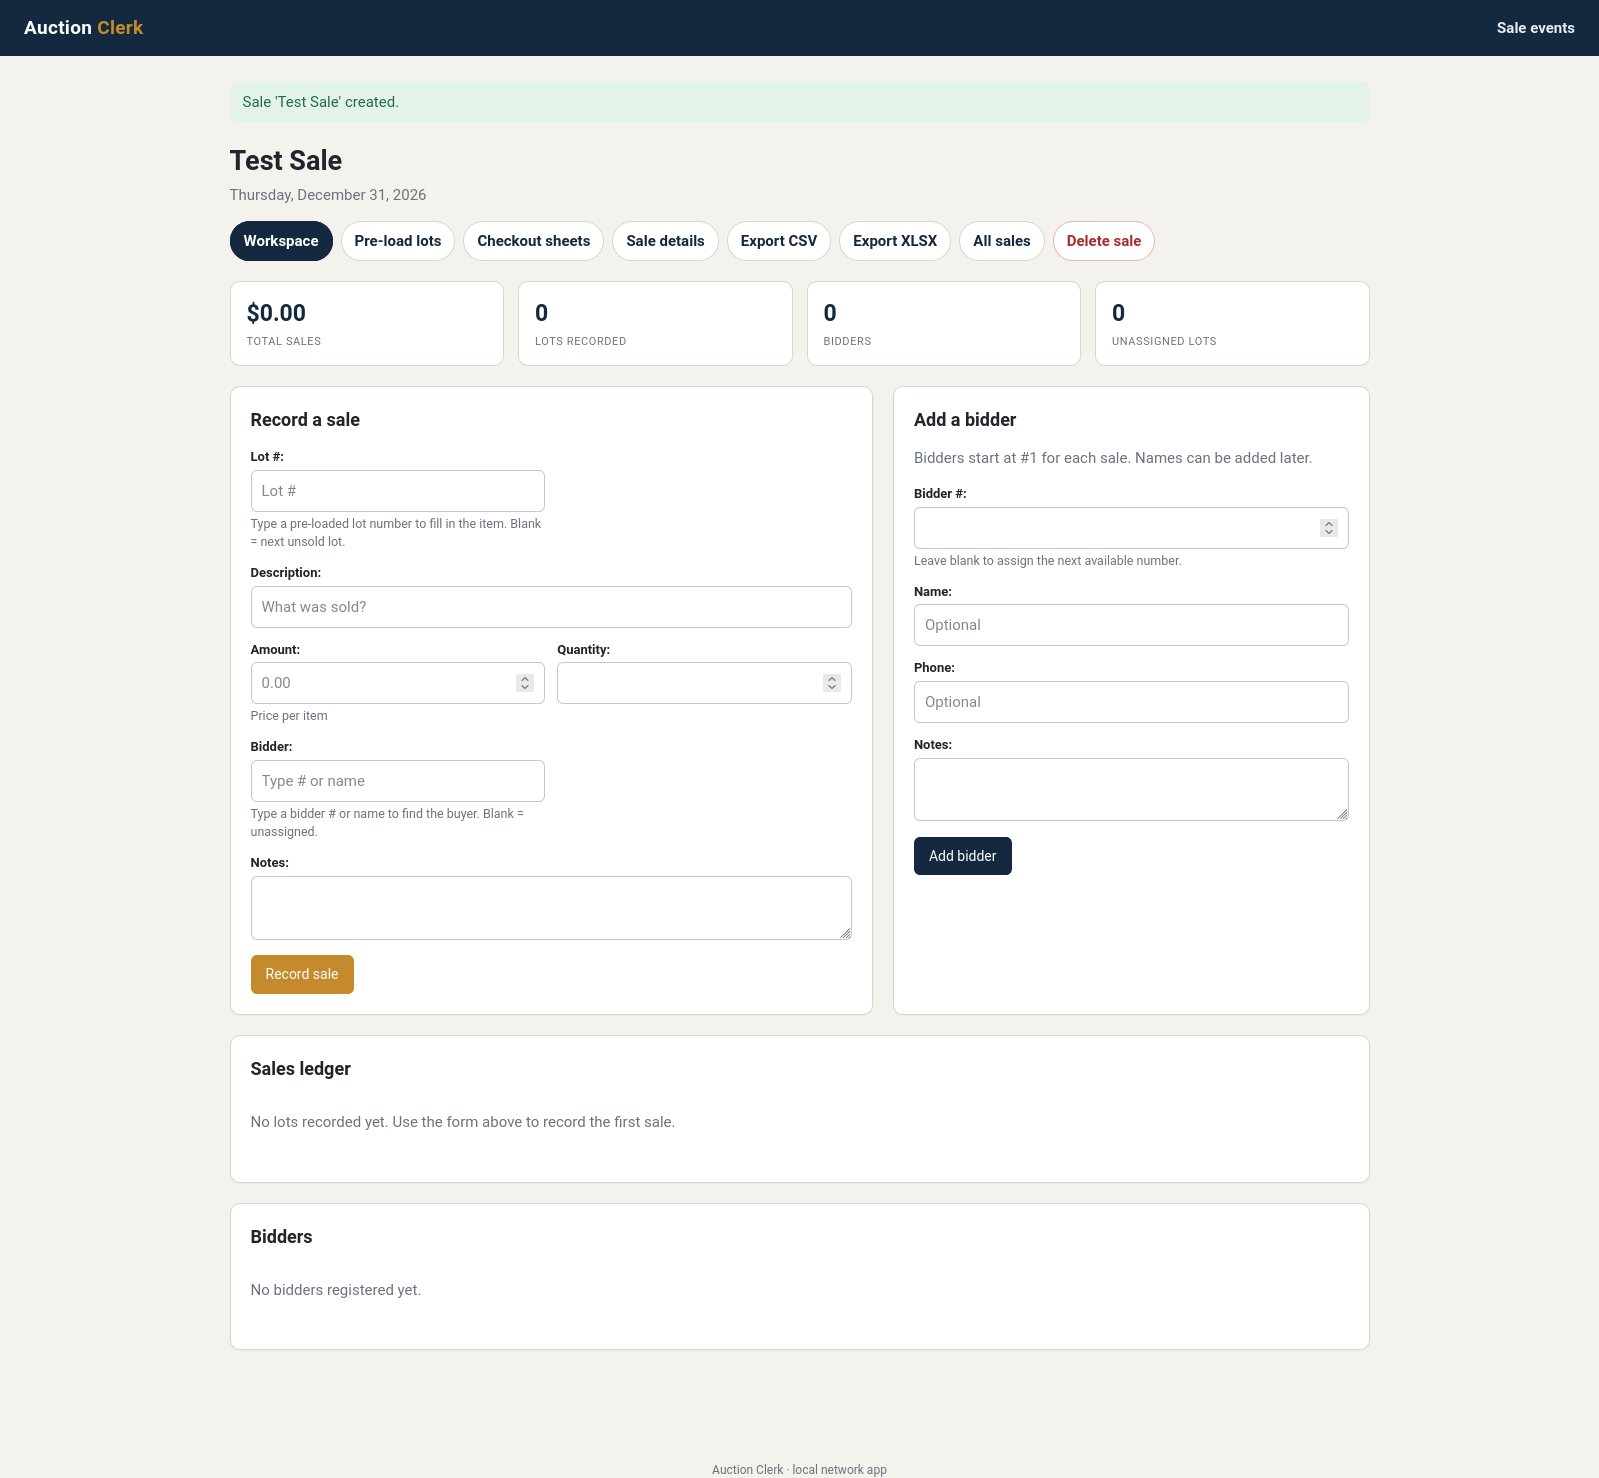 Auction Clerk
Sale events
Sale 'Test Sale' created.
Test Sale
Thursday, December 31, 2026
Workspace
Pre-load lots
Checkout sheets
Sale details
Export CSV
Export XLSX
All sales
Delete sale
$0.00
TOTAL SALES
0
LOTS RECORDED
0
BIDDERS
0
UNASSIGNED LOTS
Record a sale
Lot #:
Lot #
Type a pre-loaded lot number to fill in the item. Blank
= next unsold lot.
Description:
What was sold?
Amount:
0.00
Price per item
Quantity:
Bidder:
Type # or name
Type a bidder # or name to find the buyer. Blank =
unassigned.
Notes:
Record sale
Add a bidder
Bidders start at #1 for each sale. Names can be added later.
Bidder #:
Leave blank to assign the next available number.
Name:
Optional
Phone:
Optional
Notes:
Add bidder
Sales ledger
No lots recorded yet. Use the form above to record the first sale.
Bidders
No bidders registered yet.
Auction Clerk · local network app